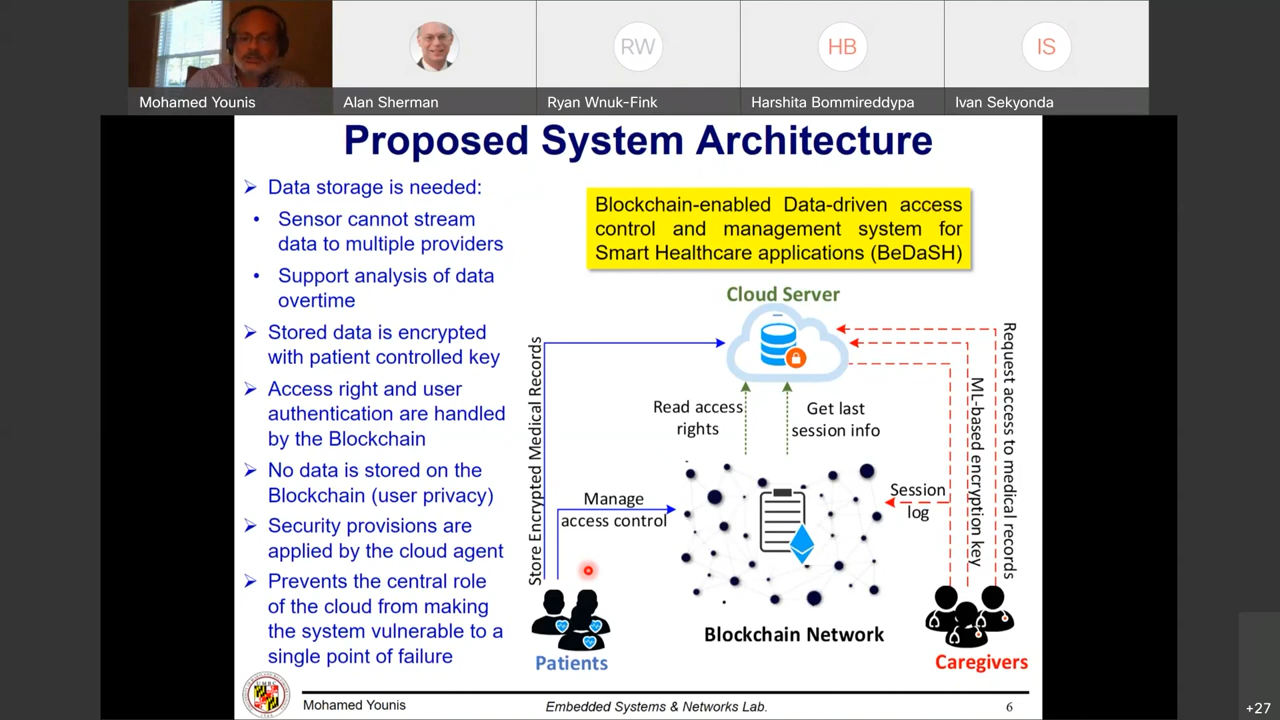 RW
HB
IS
Mohamed Younis
Alan Sherman
Ryan Wnuk-Fink
Harshita Bommireddypa
Ivan Sekyonda
Proposed System Architecture
Data storage is needed:
Sensor cannot stream
data to multiple providers
Support analysis of data
overtime
Stored data is encrypted
with patient controlled key
Access right and user
authentication are handled
by the Blockchain
No data is stored on the
Blockchain (user privacy)
Security provisions are
applied by the cloud agent
Prevents the central role
of the cloud from making
the system vulnerable to a
single point of failure
Blockchain-enabled Data-driven access
control and management system for
Smart Healthcare applications (BeDaSH)
Cloud Server
Store Encrypted Medical Records
Read access
rights
Get last
session info
Manage
access control
Session
log
ML-based encryption key
Request access to medical records
Patients
Blockchain Network
Caregivers
Mohamed Younis
Embedded Systems & Networks Lab.
6
+27